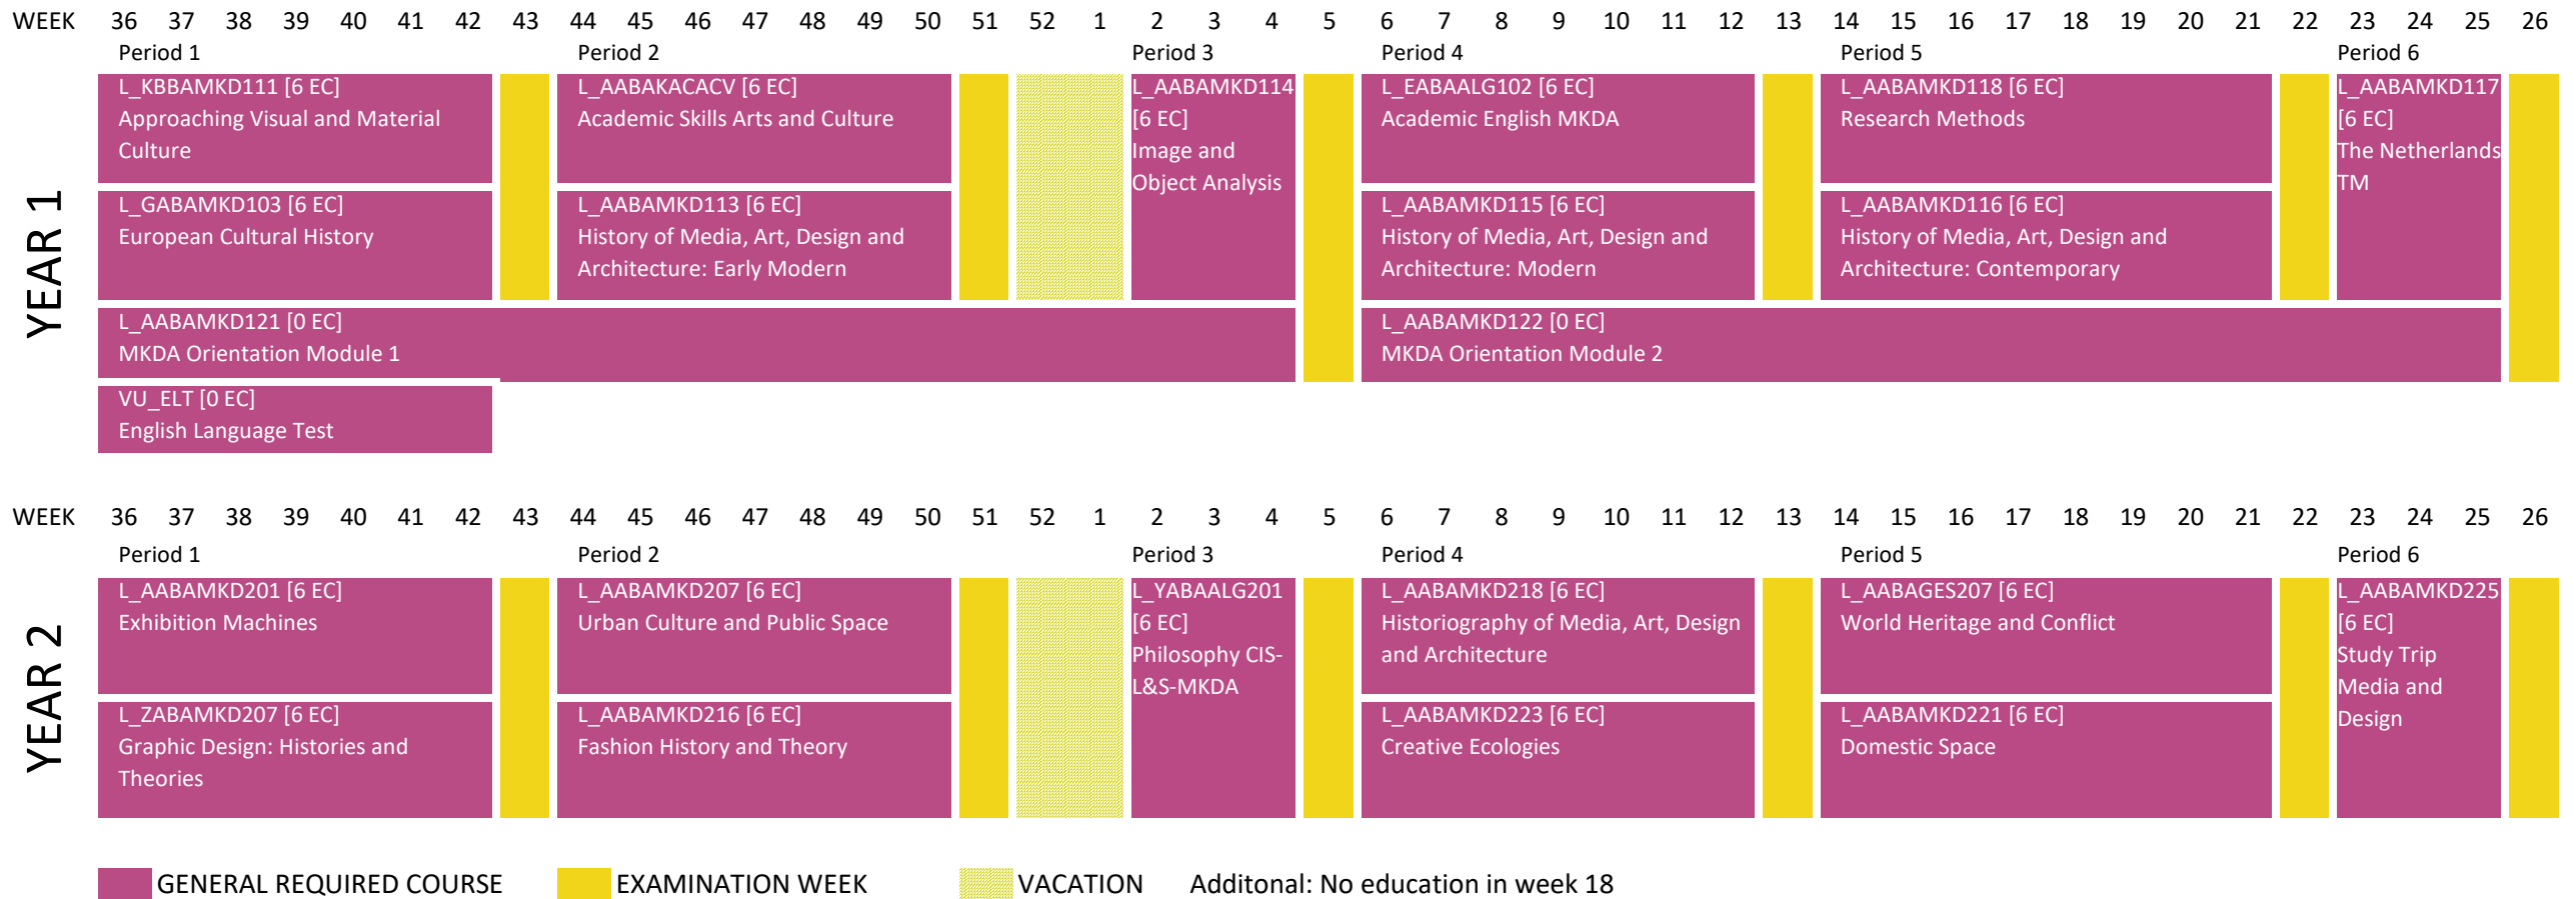 WEEK 36 37 38 39 40 41 42 43 44 45 46 47 48 49 50 51 52 1 2 3 4 5 6 7 8 9 10 11 12 13 14 15 16 17 18 19 20 21 22 23 24 25 26
Period 1 Period 2 Period 3 Period 4 Period 5 Period 6
YEAR 1
L_KBBAMKD111 [6 EC]
Approaching Visual and Material
Culture
L_AABAKACACV [6 EC]
Academic Skills Arts and Culture
L_AABAMKD114
[6 EC]
Image and
Object Analysis
L_EABAALG102 [6 EC]
Academic English MKDA
L_AABAMKD118 [6 EC]
Research Methods
L_AABAMKD117
[6 EC]
The Netherlands
TM
L_GABAMKD103 [6 EC]
European Cultural History
L_AABAMKD113 [6 EC]
History of Media, Art, Design and
Architecture: Early Modern
L_AABAMKD115 [6 EC]
History of Media, Art, Design and
Architecture: Modern
L_AABAMKD116 [6 EC]
History of Media, Art, Design and
Architecture: Contemporary
L_AABAMKD121 [0 EC]
MKDA Orientation Module 1
L_AABAMKD122 [0 EC]
MKDA Orientation Module 2
VU_ELT [0 EC]
English Language Test
WEEK 36 37 38 39 40 41 42 43 44 45 46 47 48 49 50 51 52 1 2 3 4 5 6 7 8 9 10 11 12 13 14 15 16 17 18 19 20 21 22 23 24 25 26
Period 1 Period 2 Period 3 Period 4 Period 5 Period 6
YEAR 2
L_AABAMKD201 [6 EC]
Exhibition Machines
L_AABAMKD207 [6 EC]
Urban Culture and Public Space
L_YABAALG201
[6 EC]
Philosophy CIS-
L&S-MKDA
L_AABAMKD218 [6 EC]
Historiography of Media, Art, Design
and Architecture
L_AABAGES207 [6 EC]
World Heritage and Conflict
L_AABAMKD225
[6 EC]
Study Trip
Media and
Design
L_ZABAMKD207 [6 EC]
Graphic Design: Histories and
Theories
L_AABAMKD216 [6 EC]
Fashion History and Theory
L_AABAMKD223 [6 EC]
Creative Ecologies
L_AABAMKD221 [6 EC]
Domestic Space
GENERAL REQUIRED COURSE EXAMINATION WEEK VACATION Additonal: No education in week 18